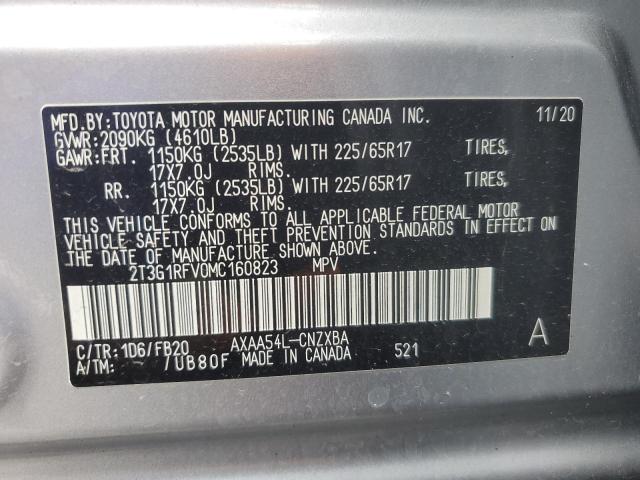 MFD.BY:TOYOTA MOTOR MANUFACTURING CANADA INC. 11/20
GVWR:2090KG (4610LB)
GAWR:FRT. 1150KG (2535LB) WITH 225/65R17 TIRES,
17X7.0J RIMS.
RR. 1150KG (2535LB) WITH 225/65R17 TIRES,
17X7.0J RIMS.
THIS VEHICLE CONFORMS TO ALL APPLICABLE FEDERAL MOTOR
VEHICLE SAFETY AND THEFT PREVENTION STANDARDS IN EFFECT ON
THE DATE OF MANUFACTURE SHOWN ABOVE.
2T3G1RFV0MC160823 MPV
C/TR:1D6/FB20 AXAA54L-CNZXBA A
A/TM: /UB80F MADE IN CANADA 521